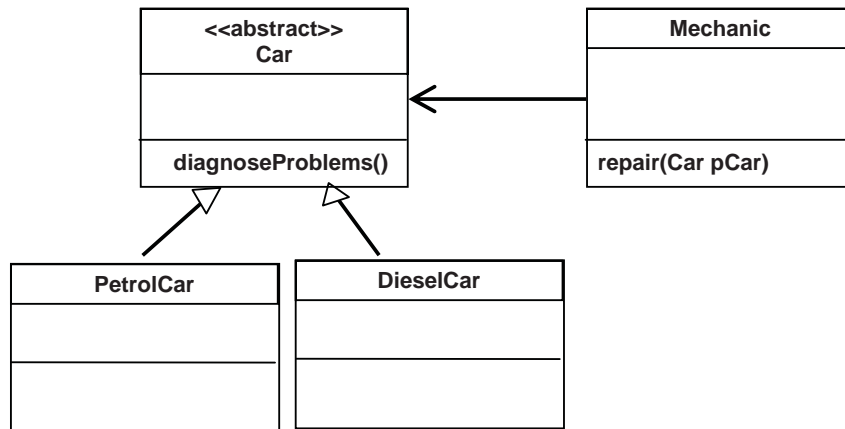 <<abstract>>
Car
diagnoseProblems()
Mechanic
repair(Car pCar)
PetrolCar
DieselCar